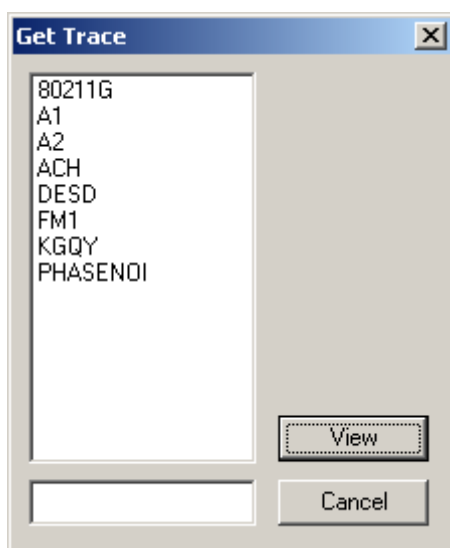 Get Trace
80211G
A1
A2
ACH
DESD
FM1
KGQY
PHASENOI
View
Cancel